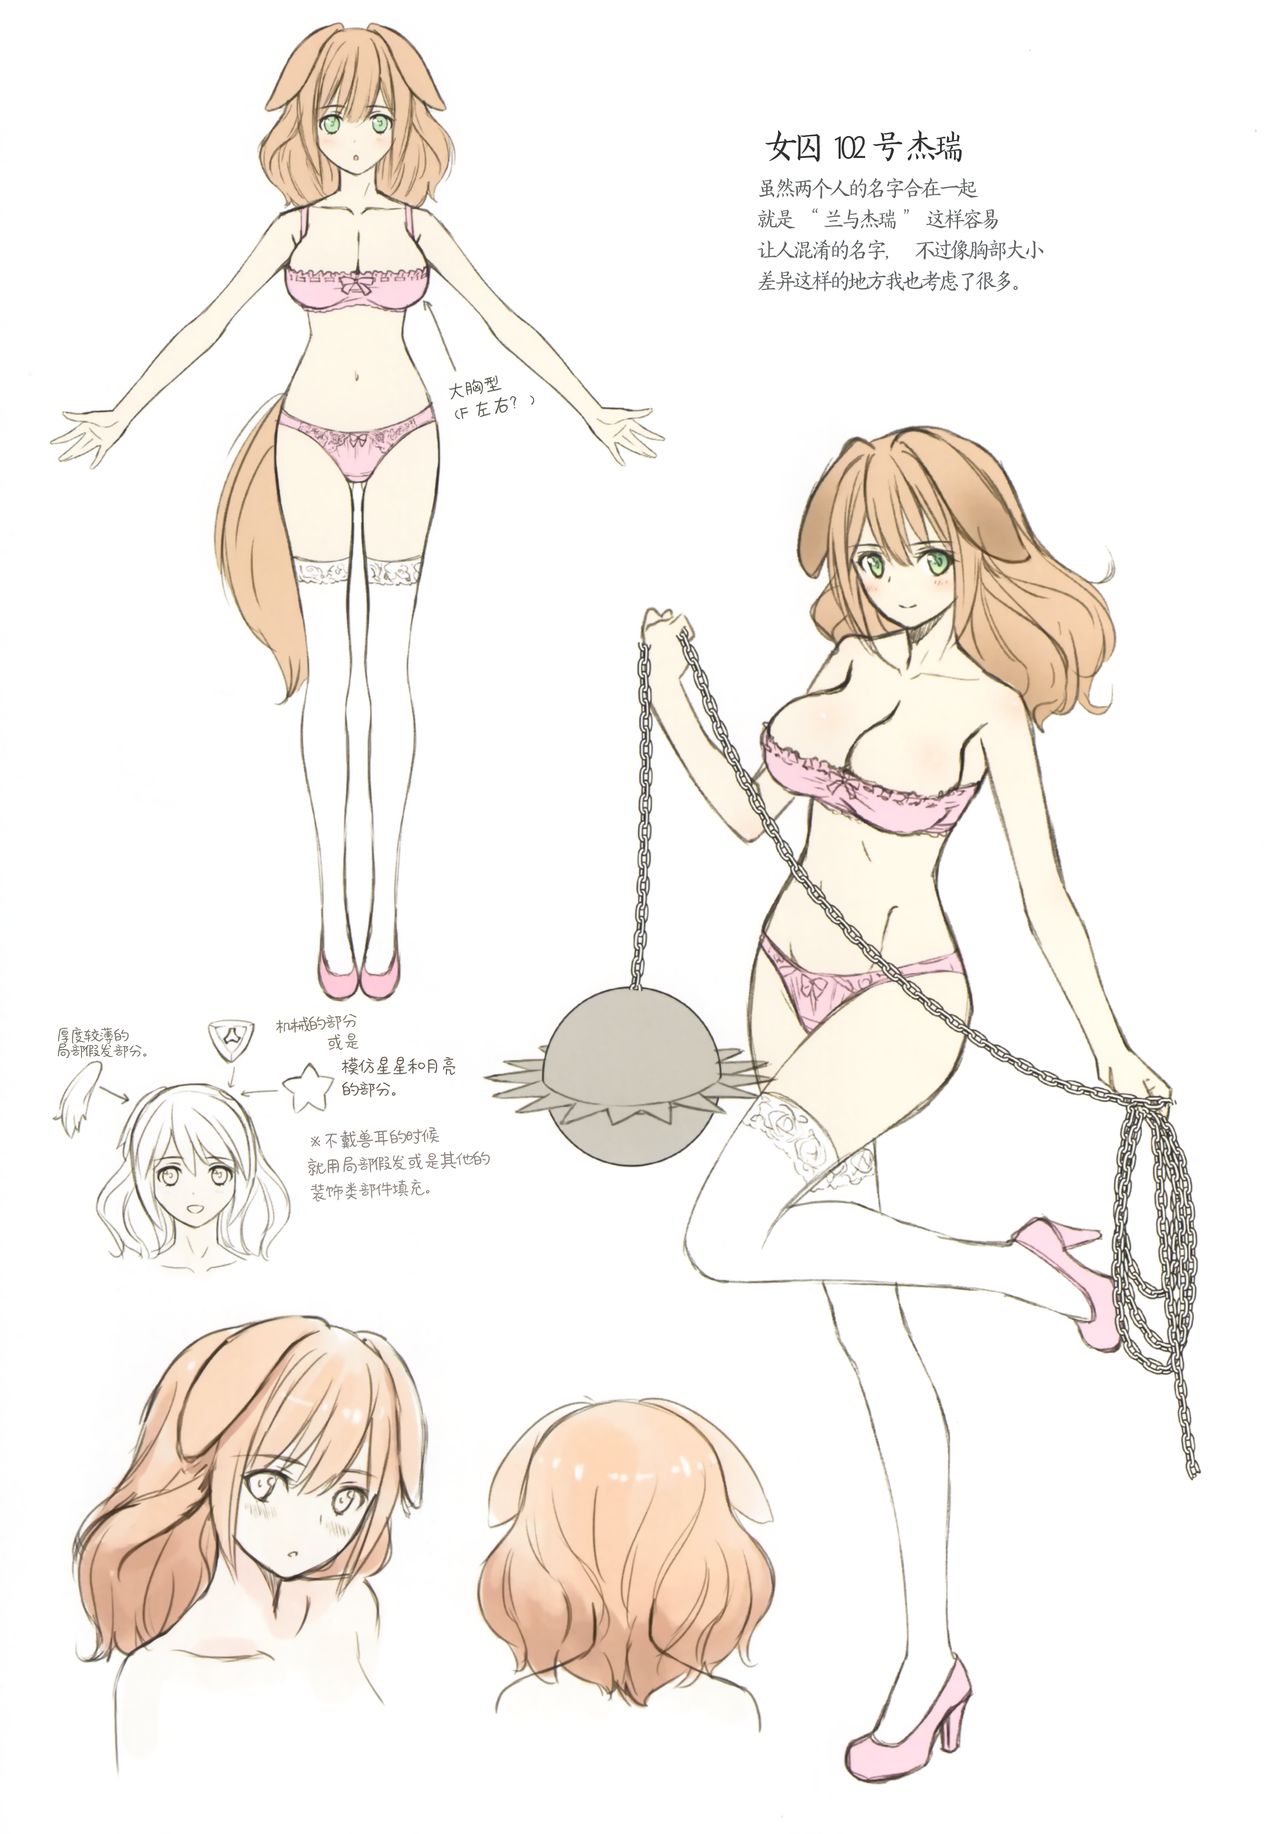 女囚 102 号杰瑞
虽然两个人的名字合在一起
就是 “兰与杰瑞” 这样容易
让人混淆的名字, 不过像胸部大小
差异这样的地方我也考虑了很多。
大胸型
(F 左右? )
厚度较薄的
局部假发部分。
机械的部分
或是
模仿星星和月亮
的部分。
※不戴兽耳的时候
就用局部假发或是其他的
装饰类部件填充。